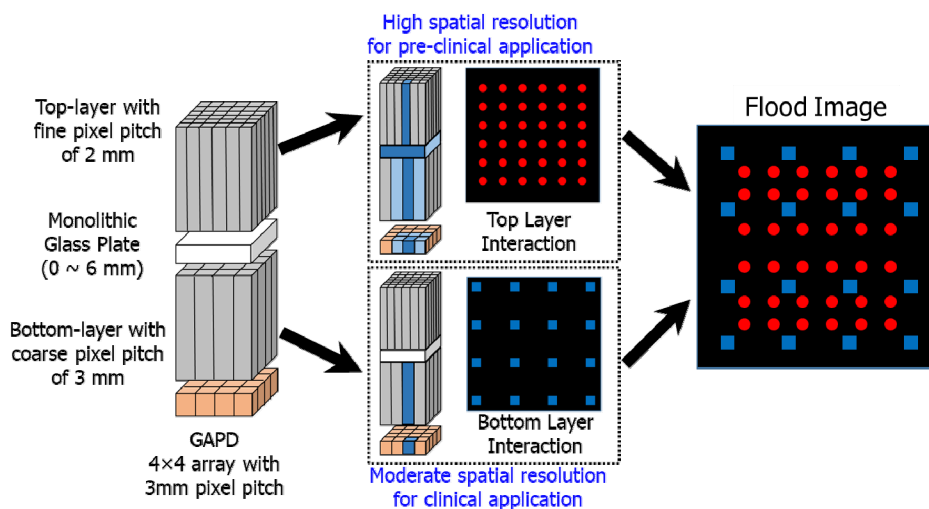 High spatial resolution
for pre-clinical application
Top-layer with
fine pixel pitch
of 2 mm
Monolithic
Glass Plate
(0 ~ 6 mm)
Bottom-layer with
coarse pixel pitch
of 3 mm
GAPD
4×4 array with
3mm pixel pitch
Top Layer
Interaction
Bottom Layer
Interaction
Moderate spatial resolution
for clinical application
Flood Image